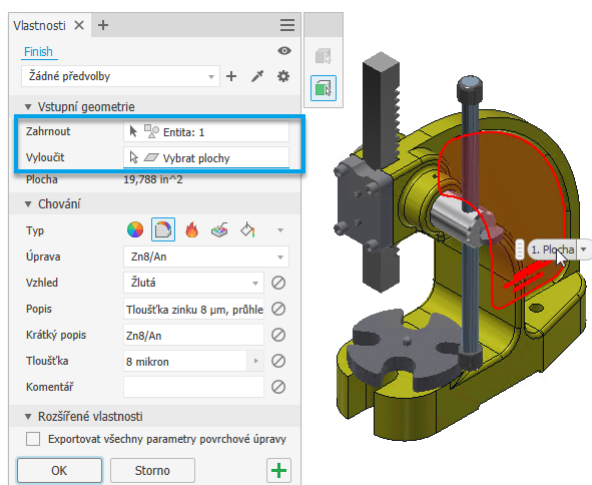 Vlastnosti
Finish
Žádné předvolby
Vstupní geometrie
Zahrnout Entita: 1
Vyloučit Vybrat plochy
Plocha 19,788 in^2
Chování
Typ
Úprava Zn8/An
Vzhled Žlutá
Popis Tloušťka zinku 8 µm, průhle
Krátký popis Zn8/An
Tloušťka 8 mikron
Komentář
Rozšířené vlastnosti
Exportovat všechny parametry povrchové úpravy
OK Storno
1. Plocha